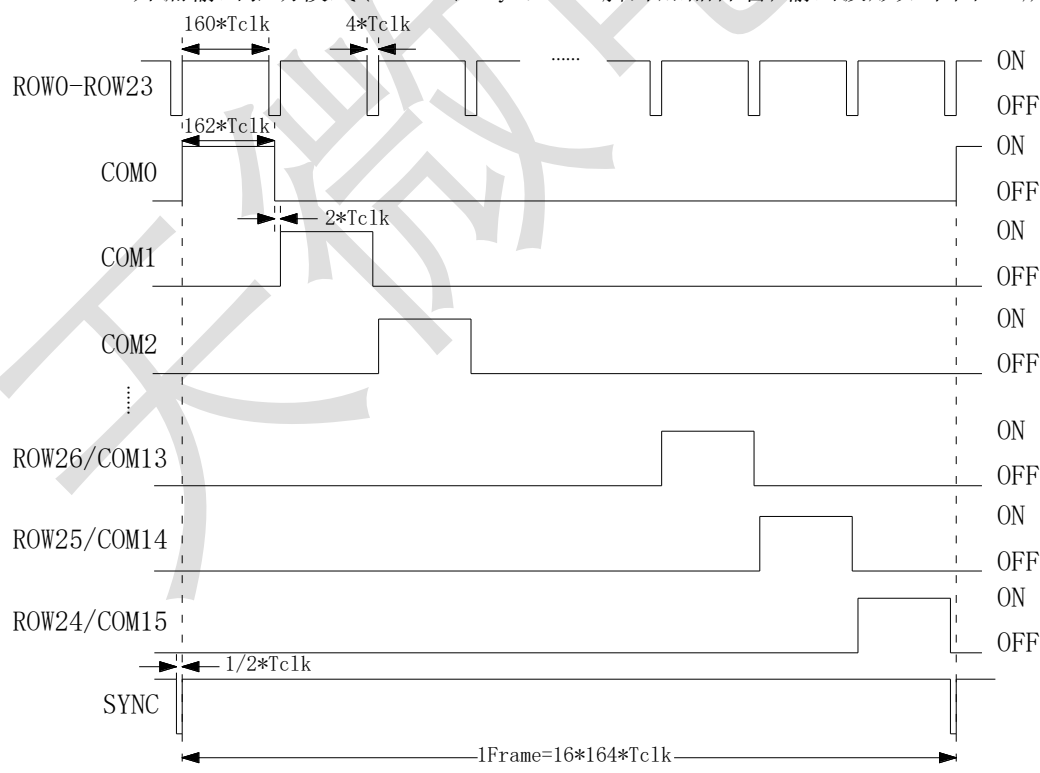 160*Tclk
4*Tclk
······
ROW0-ROW23
ON
OFF
162*Tclk
COM0
ON
OFF
2*Tclk
COM1
ON
OFF
COM2
ON
OFF
······
ROW26/COM13
ON
OFF
ROW25/COM14
ON
OFF
ROW24/COM15
ON
OFF
1/2*Tclk
SYNC
1Frame=16*164*Tclk